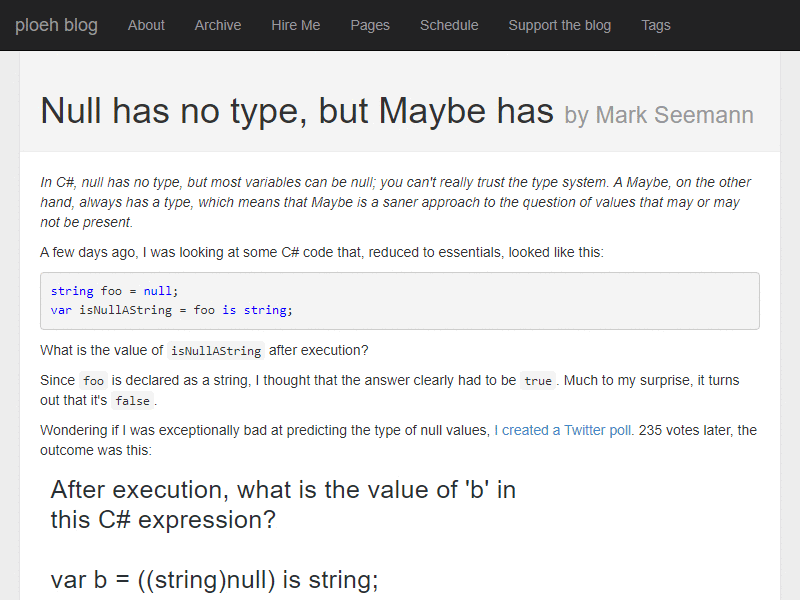 ploeh blog About Archive Hire Me Pages Schedule Support the blog Tags
Null has no type, but Maybe has by Mark Seemann
In C#, null has no type, but most variables can be null; you can't really trust the type system. A Maybe, on the other
hand, always has a type, which means that Maybe is a saner approach to the question of values that may or may
not be present.
A few days ago, I was looking at some C# code that, reduced to essentials, looked like this:
string foo = null;
var isNullAString = foo is string;
What is the value of isNullAString after execution?
Since foo is declared as a string, I thought that the answer clearly had to be true. Much to my surprise, it turns
out that it's false.
Wondering if I was exceptionally bad at predicting the type of null values, I created a Twitter poll. 235 votes later, the
outcome was this:
After execution, what is the value of 'b' in
this C# expression?
var b = ((string)null) is string;